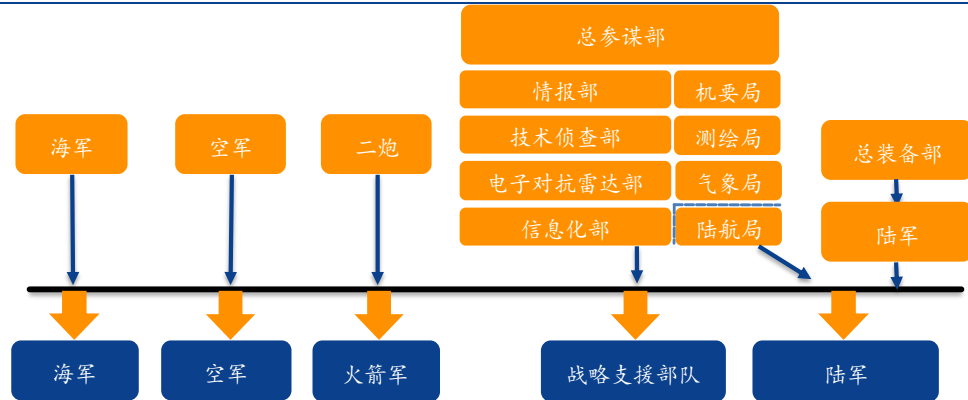 总参谋部
情报部
机要局
技术侦查部
测绘局
电子对抗雷达部
气象局
信息化部
陆航局
海军
空军
二炮
总装备部
陆军
海军
空军
火箭军
战略支援部队
陆军